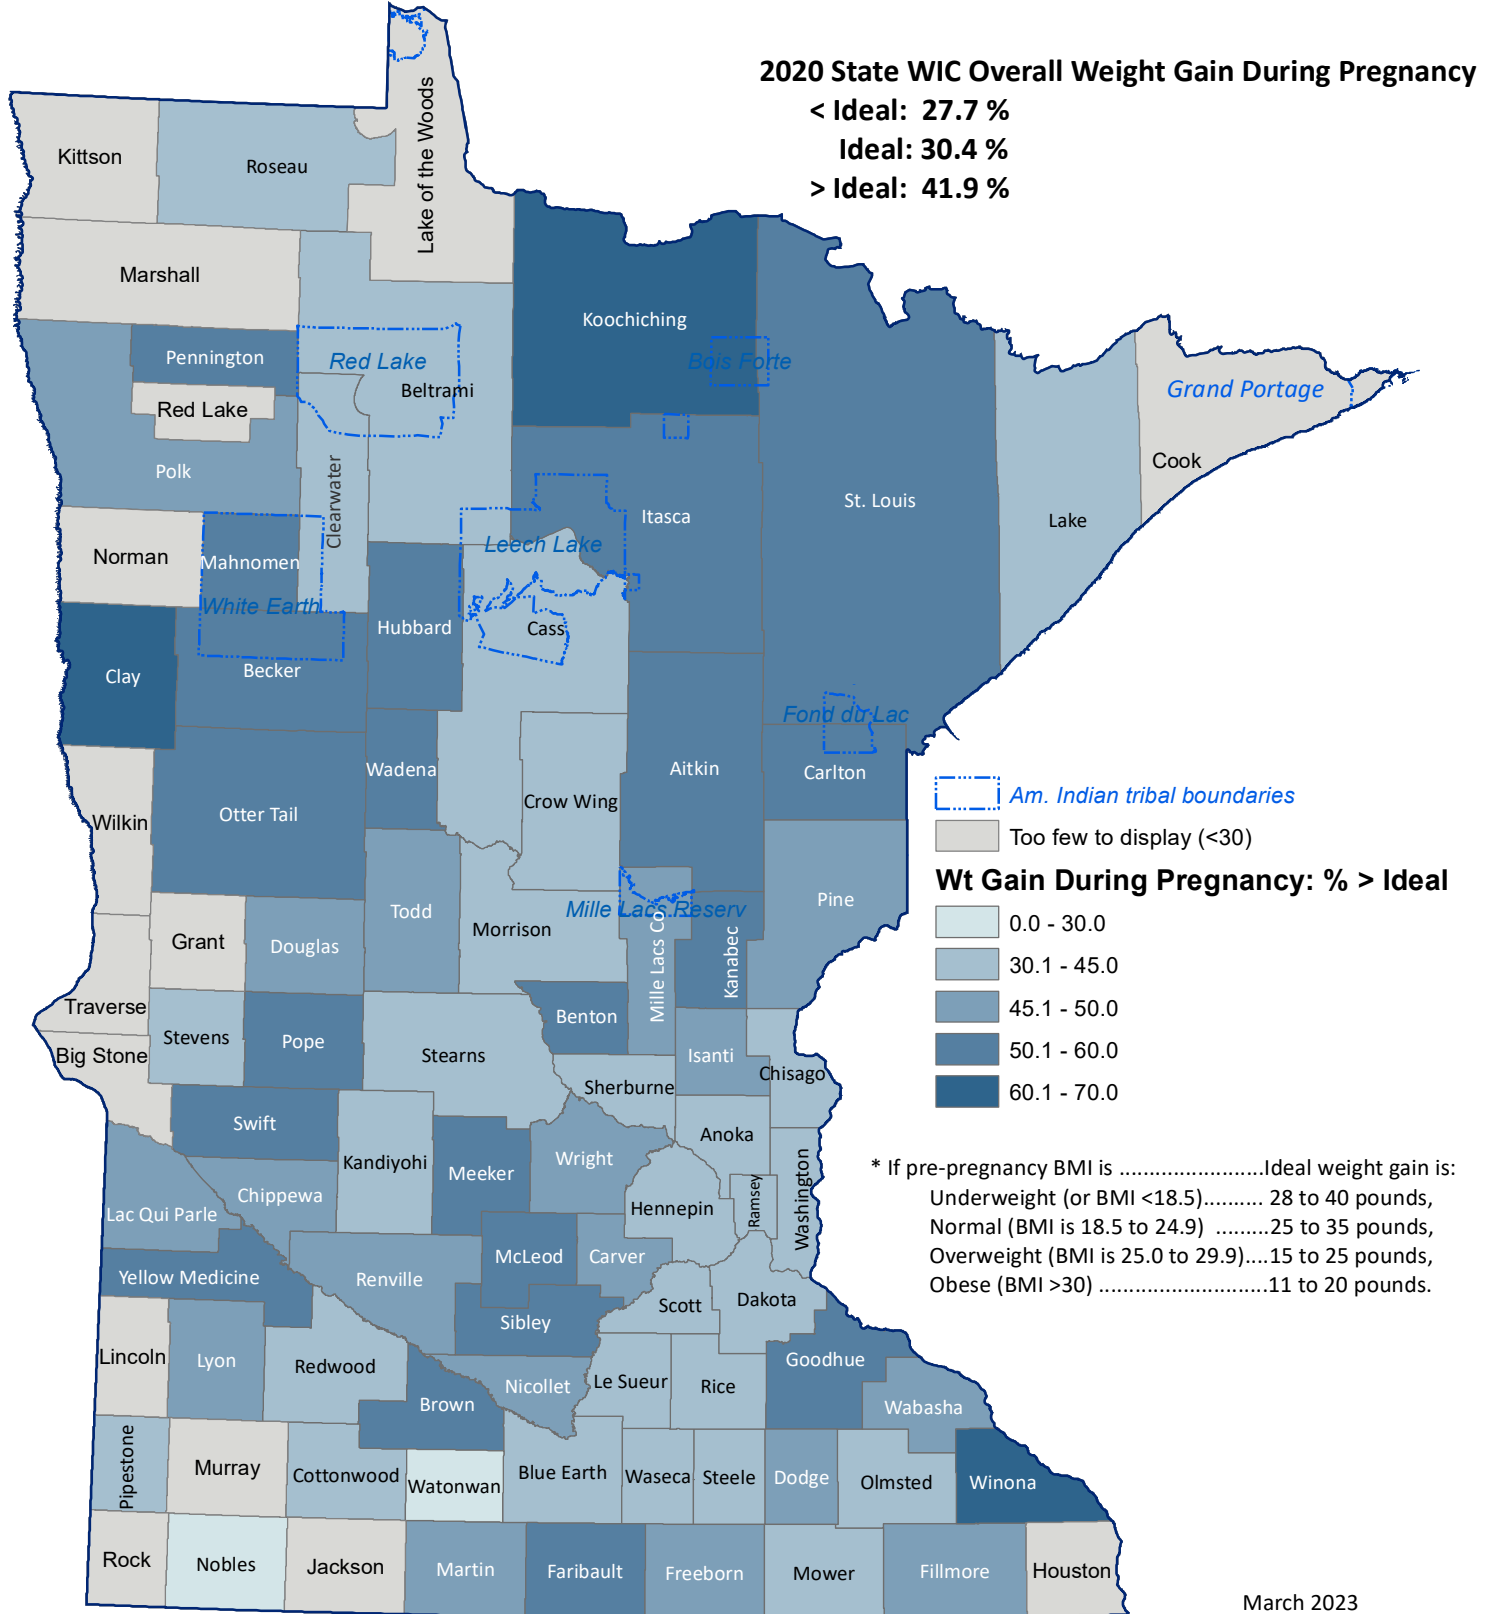 2020 State WIC Overall Weight Gain During Pregnancy
< Ideal: 27.7 %
Ideal: 30.4 %
> Ideal: 41.9 %
Kittson
Roseau
Lake of the Woods
Marshall
Koochiching
Pennington
Red Lake
Beltrami
Bois Forte
Grand Portage
Red Lake
Polk
Clearwater
Cook
St. Louis
Itasca
Lake
Norman
Mahnomen
Leech Lake
White Earth
Hubbard
Cass
Clay
Becker
Fond du Lac
Wadena
Aitkin
Carlton
Crow Wing
Otter Tail
Wilkin
Am. Indian tribal boundaries
Too few to display (<30)
Wt Gain During Pregnancy: % > Ideal
0.0 - 30.0
30.1 - 45.0
45.1 - 50.0
50.1 - 60.0
60.1 - 70.0
Pine
Todd
Mille Lacs Reserv
Morrison
Grant
Douglas
Mille Lacs Co
Kanabec
Traverse
Benton
Stevens
Pope
Big Stone
Stearns
Isanti
Chisago
Sherburne
Swift
Anoka
Kandiyohi
Meeker
Wright
Chippewa
Lac Qui Parle
Hennepin
Ramsey
Washington
* If pre-pregnancy BMI is ........................Ideal weight gain is:
Underweight (or BMI <18.5).......... 28 to 40 pounds,
Normal (BMI is 18.5 to 24.9) .........25 to 35 pounds,
Overweight (BMI is 25.0 to 29.9)....15 to 25 pounds,
Obese (BMI >30) ............................11 to 20 pounds.
McLeod
Carver
Yellow Medicine
Renville
Scott
Dakota
Sibley
Lincoln
Lyon
Redwood
Goodhue
Le Sueur
Rice
Nicollet
Brown
Wabasha
Pipestone
Murray
Cottonwood
Watonwan
Blue Earth
Waseca
Steele
Dodge
Olmsted
Winona
Rock
Nobles
Jackson
Martin
Faribault
Freeborn
Mower
Fillmore
Houston
March 2023